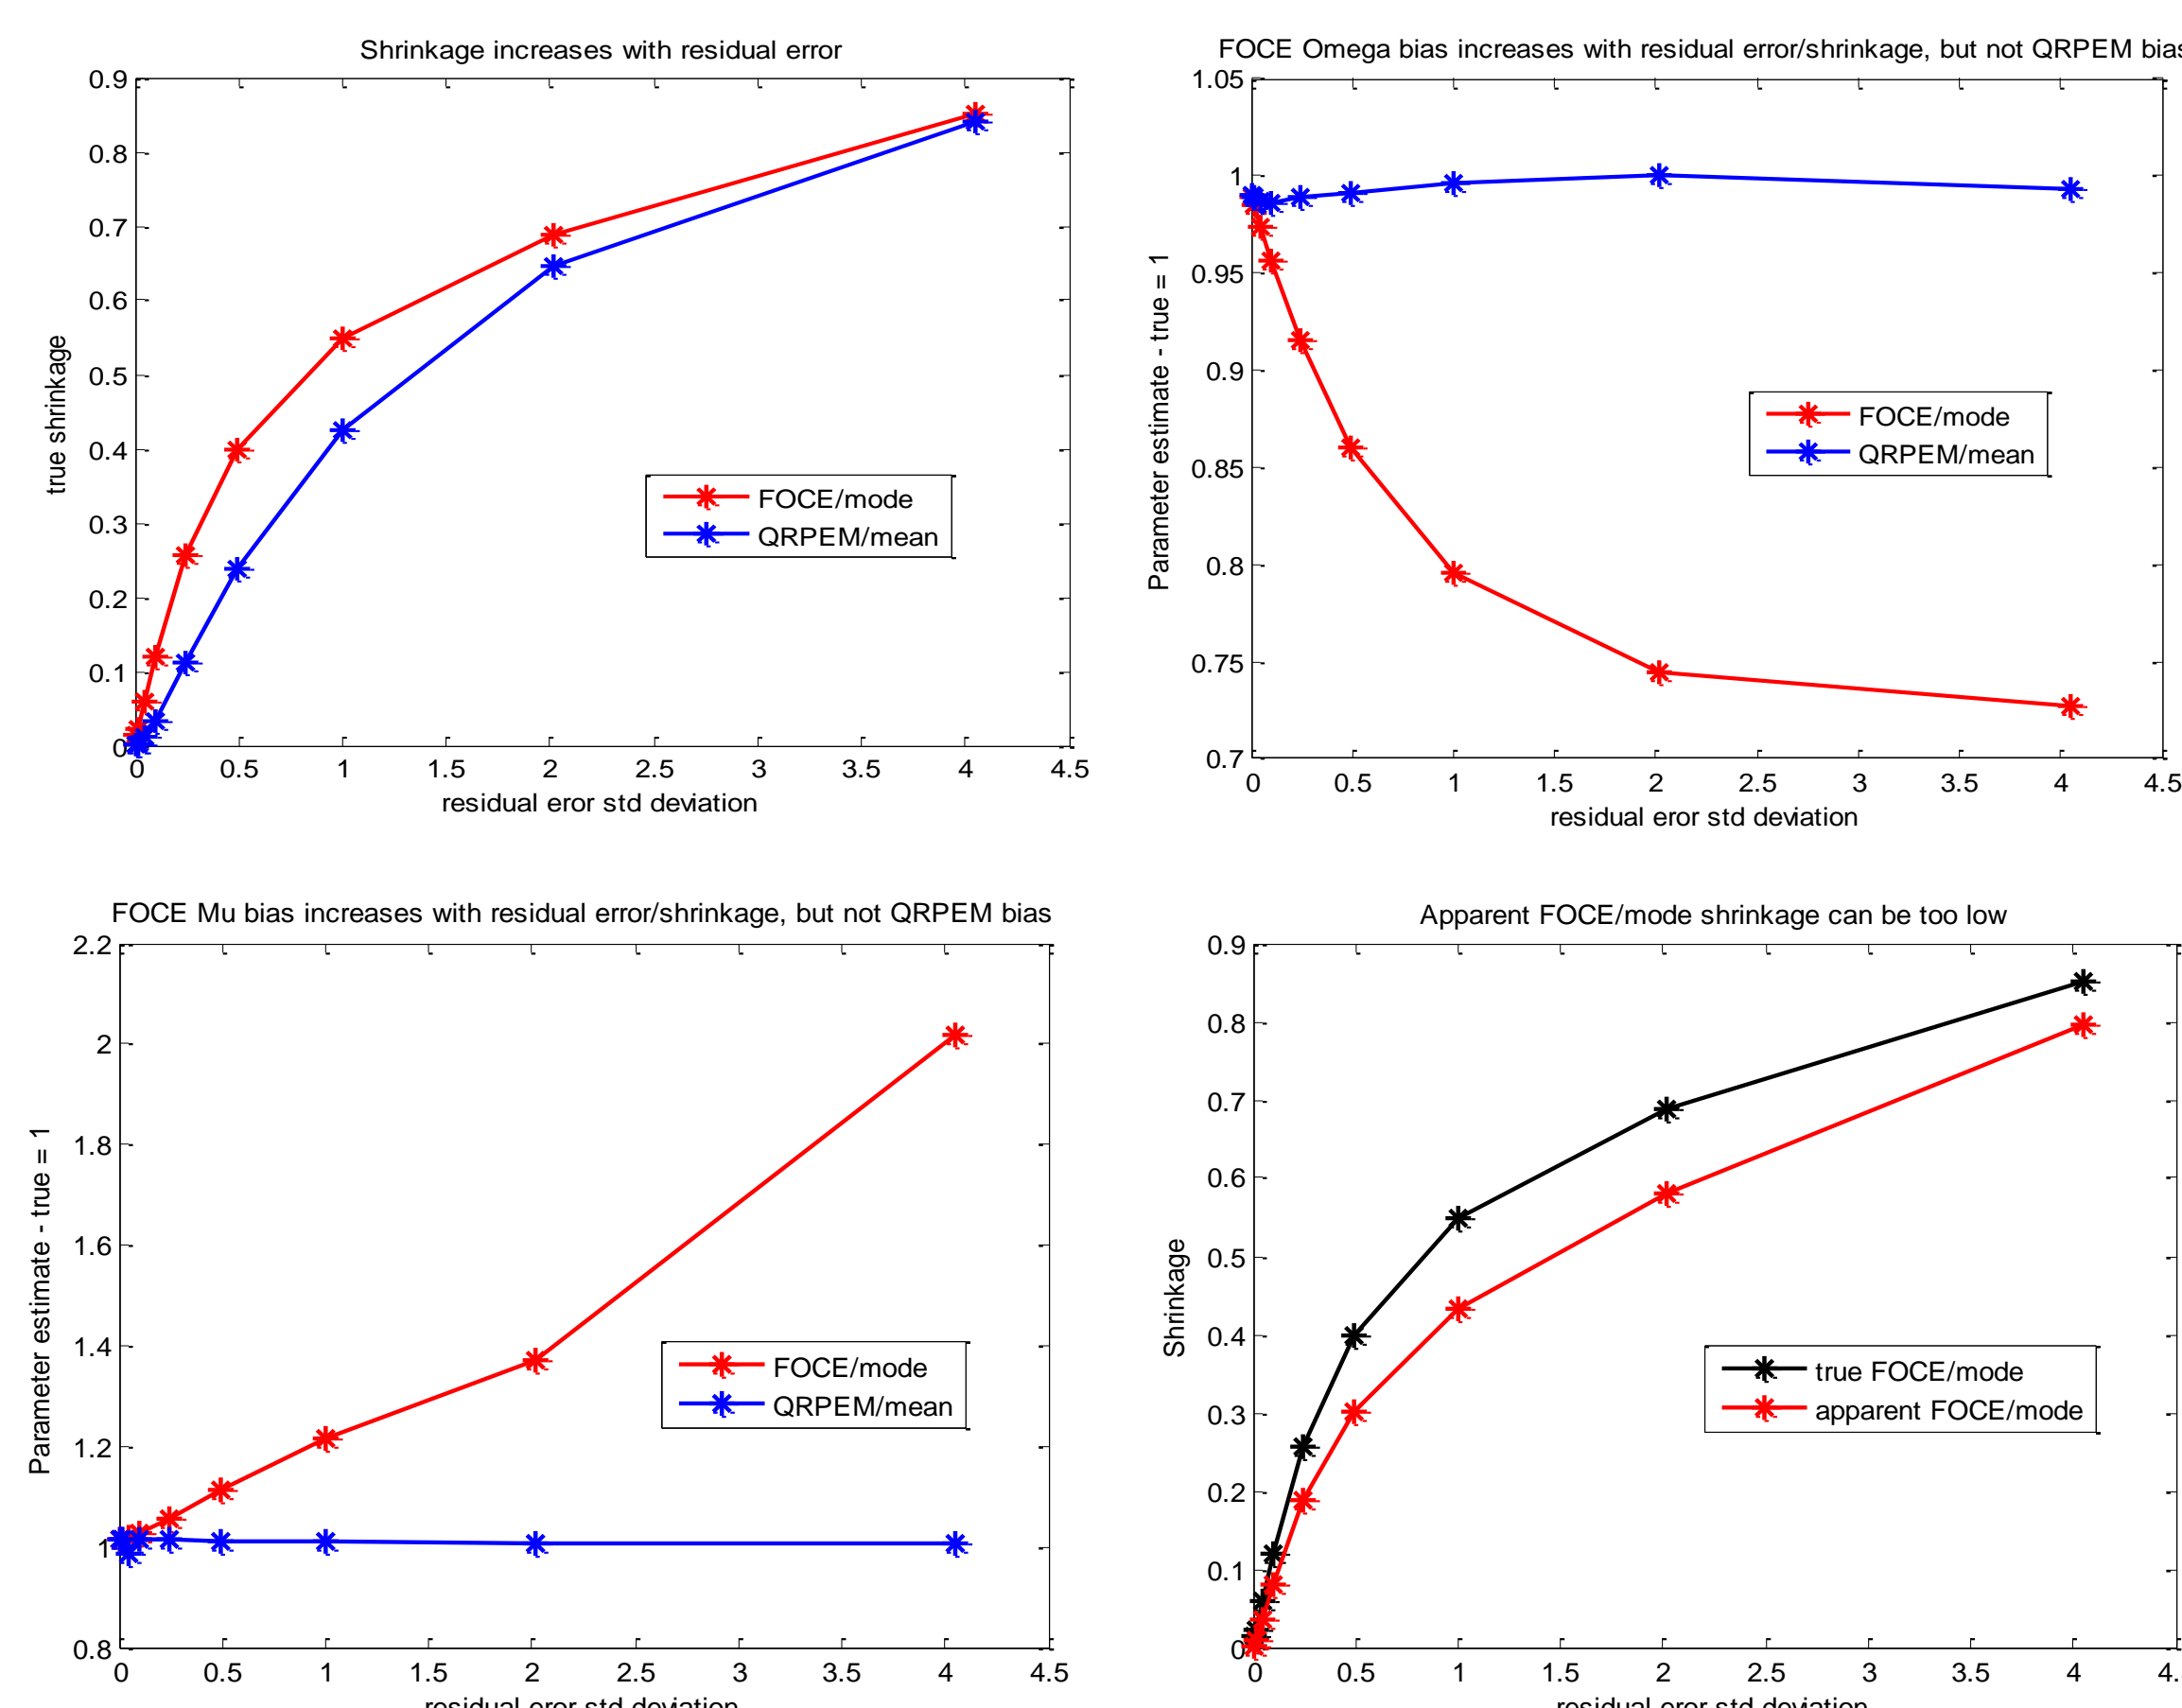 Shrinkage increases with residual error
0.9
0.8
0.7
0.6
0.5
0.4
0.3
0.2
0.1
0
true shrinkage
FOCE/mode
QRPEM/mean
0 0.5 1 1.5 2 2.5 3 3.5 4 4.5
residual eror std deviation
FOCE Omega bias increases with residual error/shrinkage, but not QRPEM bias
1.05
1
0.95
0.9
0.85
0.8
0.75
0.7
Parameter estimate - true = 1
FOCE/mode
QRPEM/mean
0 0.5 1 1.5 2 2.5 3 3.5 4 4.5
residual eror std deviation
FOCE Mu bias increases with residual error/shrinkage, but not QRPEM bias
2.2
2
1.8
1.6
1.4
1.2
1
0.8
Parameter estimate - true = 1
FOCE/mode
QRPEM/mean
0 0.5 1 1.5 2 2.5 3 3.5 4 4.5
residual eror std deviation
Apparent FOCE/mode shrinkage can be too low
0.9
0.8
0.7
0.6
0.5
0.4
0.3
0.2
0.1
0
Shrinkage
true FOCE/mode
apparent FOCE/mode
0 0.5 1 1.5 2 2.5 3 3.5 4 4.
residual eror std deviation